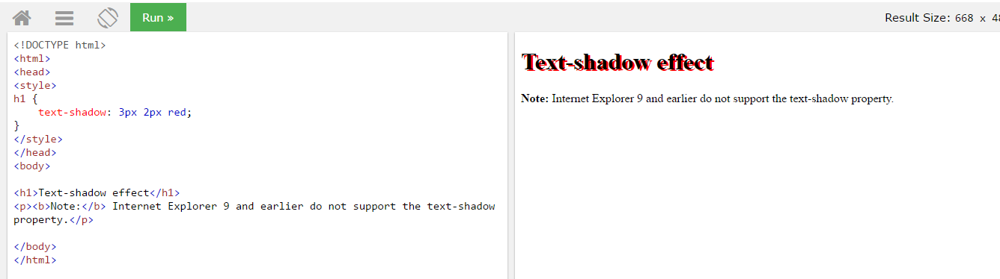 Run »
Result Size: 668 x 48
<!DOCTYPE html>
<html>
<head>
<style>
h1 {
    text-shadow: 3px 2px red;
}
</style>
</head>
<body>
<h1>Text-shadow effect</h1>
<p><b>Note:</b> Internet Explorer 9 and earlier do not support the text-shadow
property.</p>
</body>
</html>
Text-shadow effect
Note: Internet Explorer 9 and earlier do not support the text-shadow property.